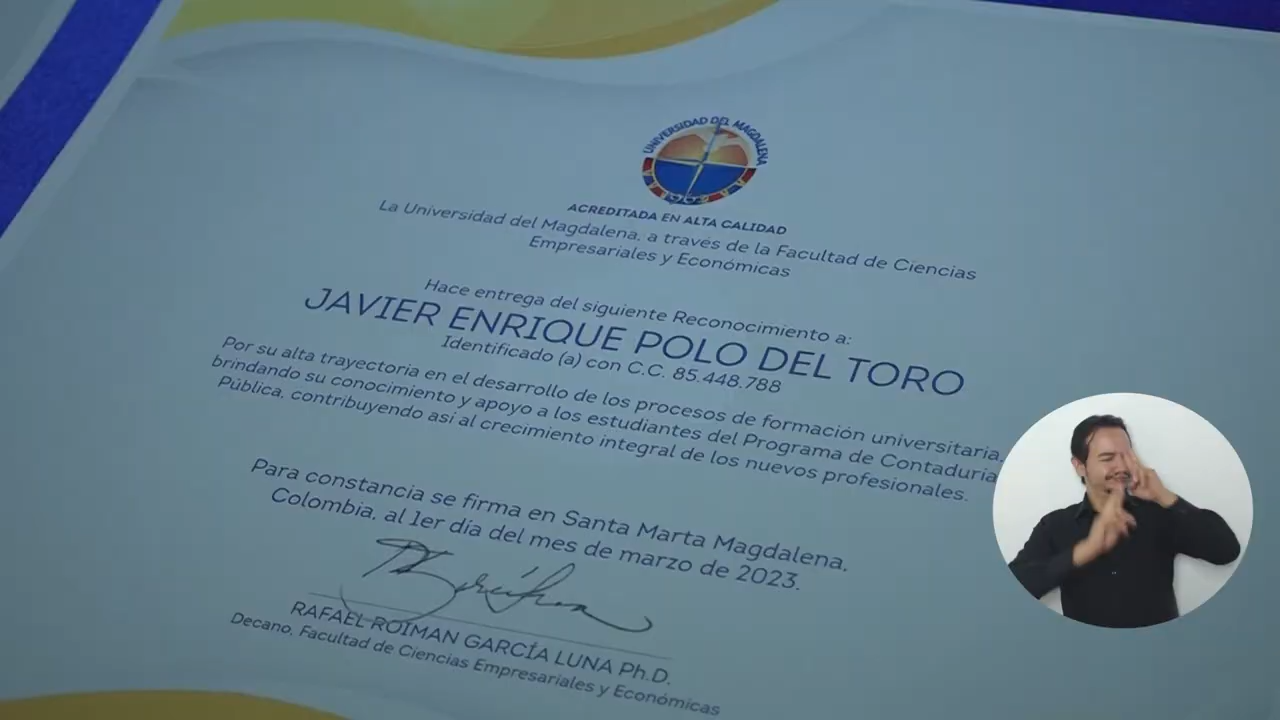 UNIVERSIDAD DEL MAGDALENA
1962
ACREDITADA EN ALTA CALIDAD
La Universidad del Magdalena, a través de la Facultad de Ciencias
Empresariales y Económicas
Hace entrega del siguiente Reconocimiento a:
JAVIER ENRIQUE POLO DEL TORO
Identificado (a) con C.C. 85.448.788
Por su alta trayectoria en el desarrollo de los procesos de formación universitaria,
brindando su conocimiento y apoyo a los estudiantes del Programa de Contaduría
Pública, contribuyendo así al crecimiento integral de los nuevos profesionales.
Para constancia se firma en Santa Marta Magdalena,
Colombia, al 1er día del mes de marzo de 2023.
RAFAEL ROIMAN GARCÍA LUNA Ph.D.
Decano, Facultad de Ciencias Empresariales y Económicas